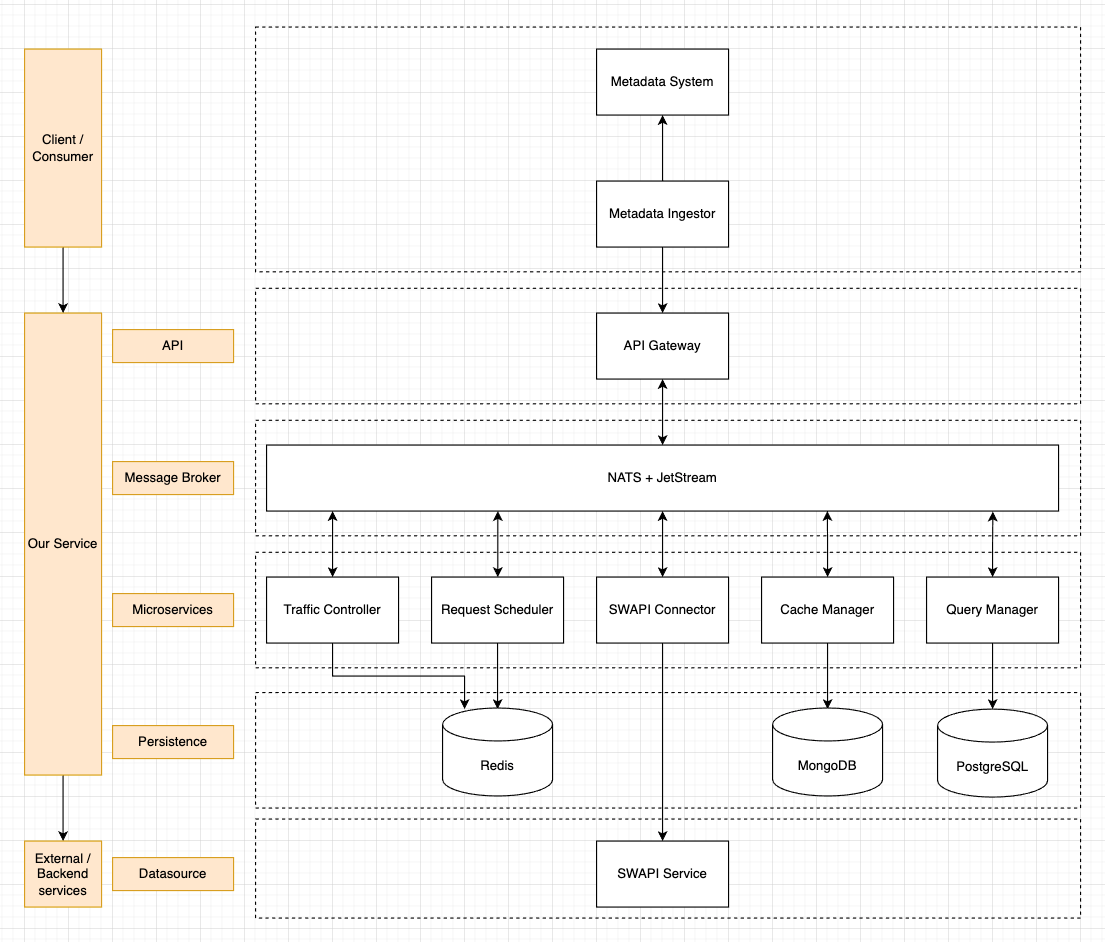 Metadata System
Client /
Consumer
Metadata Ingestor
API
API Gateway
Message Broker
NATS + JetStream
Our Service
Microservices
Traffic Controller
Request Scheduler
SWAPI Connector
Cache Manager
Query Manager
Persistence
Redis
MongoDB
PostgreSQL
External /
Backend
services
Datasource
SWAPI Service